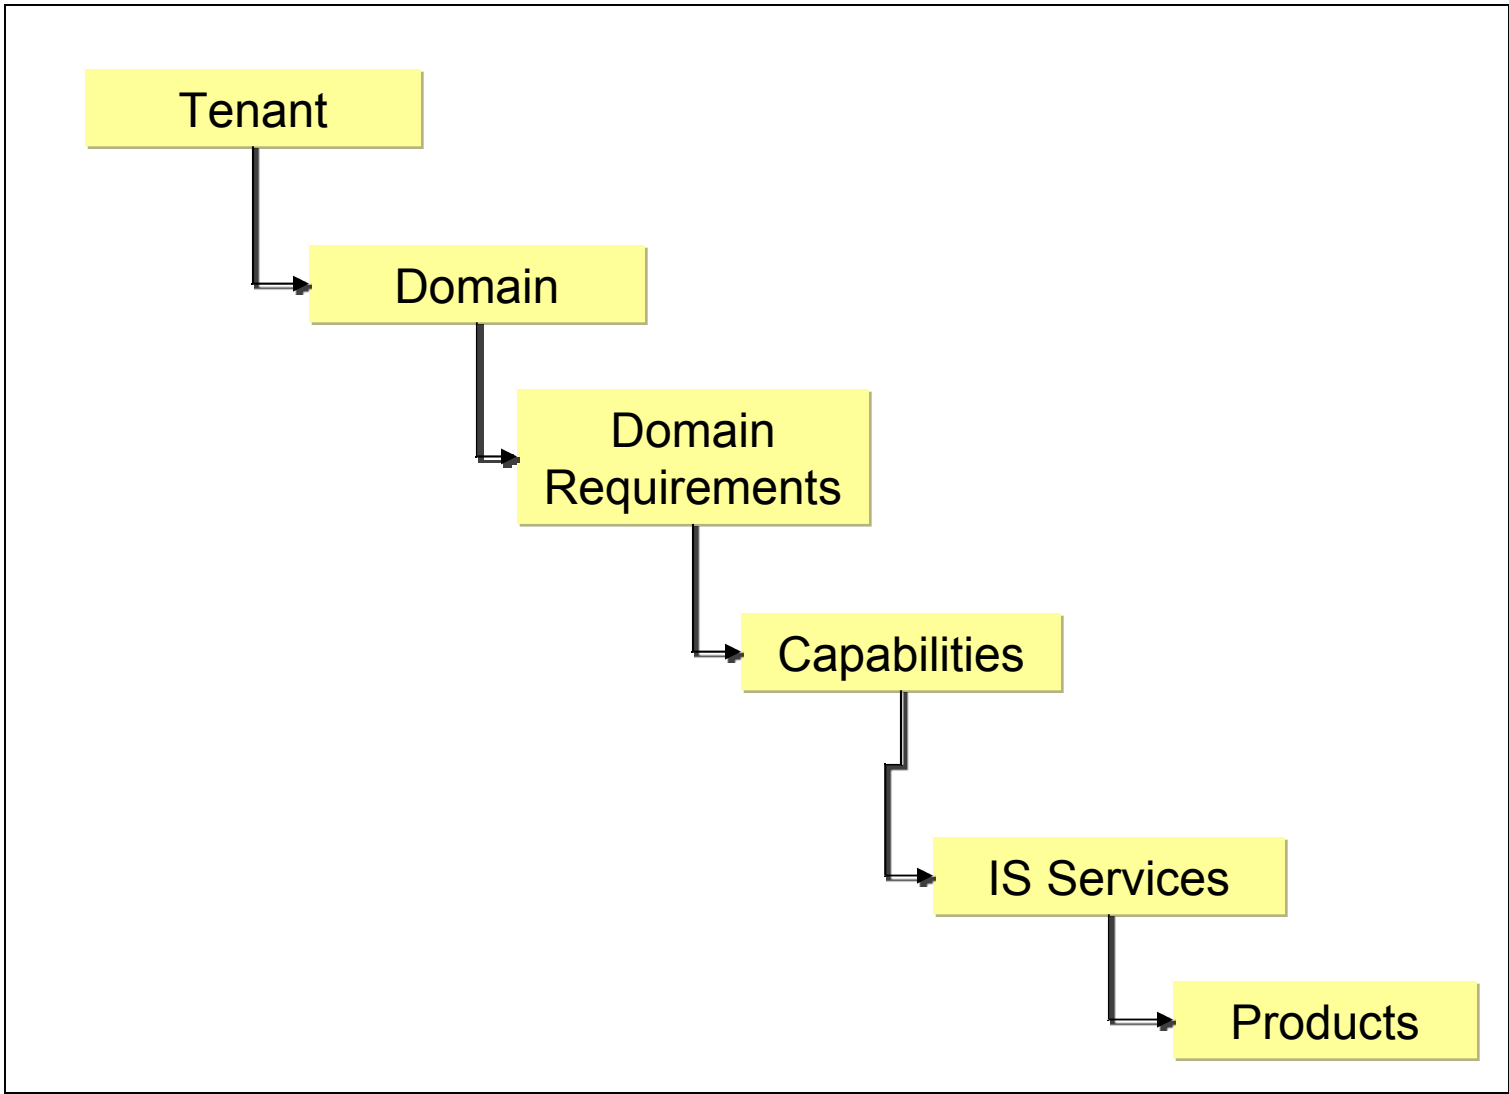 Tenant
Domain
Domain
Requirements
Capabilities
IS Services
Products